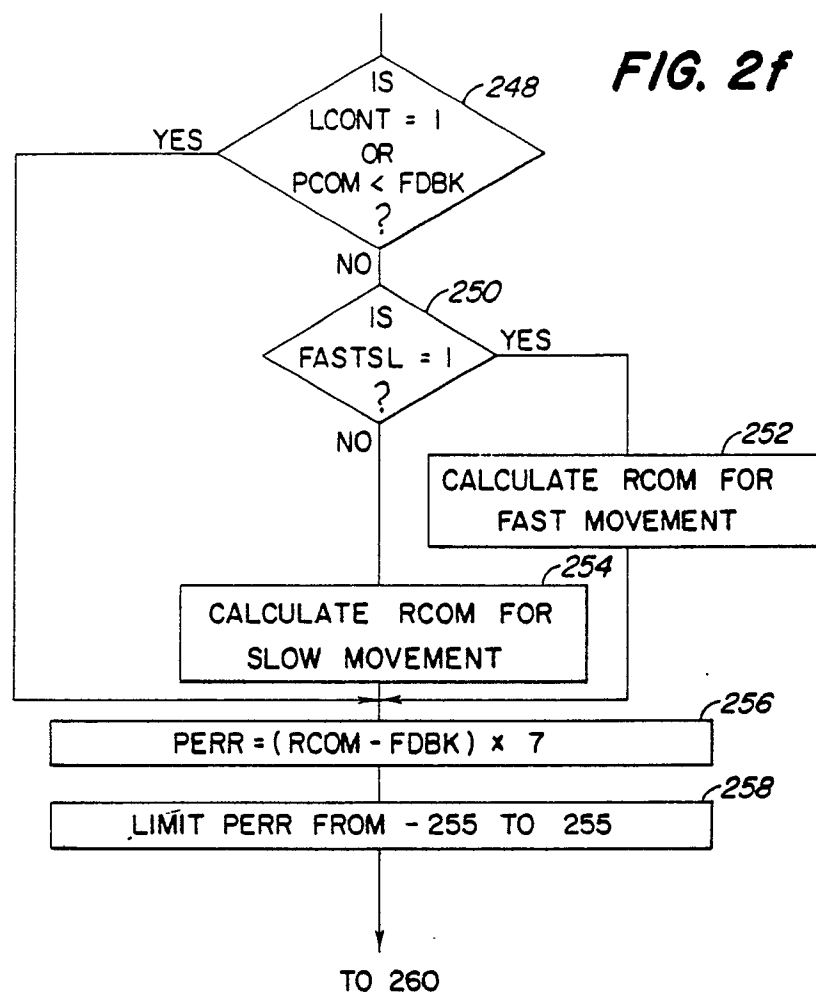 FIG. 2f
IS
LCONT = 1
OR
PCOM < FDBK
?
248
YES
NO
IS
FASTSL = 1
?
250
YES
NO
252
CALCULATE RCOM FOR
FAST MOVEMENT
254
CALCULATE RCOM FOR
SLOW MOVEMENT
256
PERR = (RCOM - FDBK) x 7
258
LIMIT PERR FROM -255 TO 255
TO 260